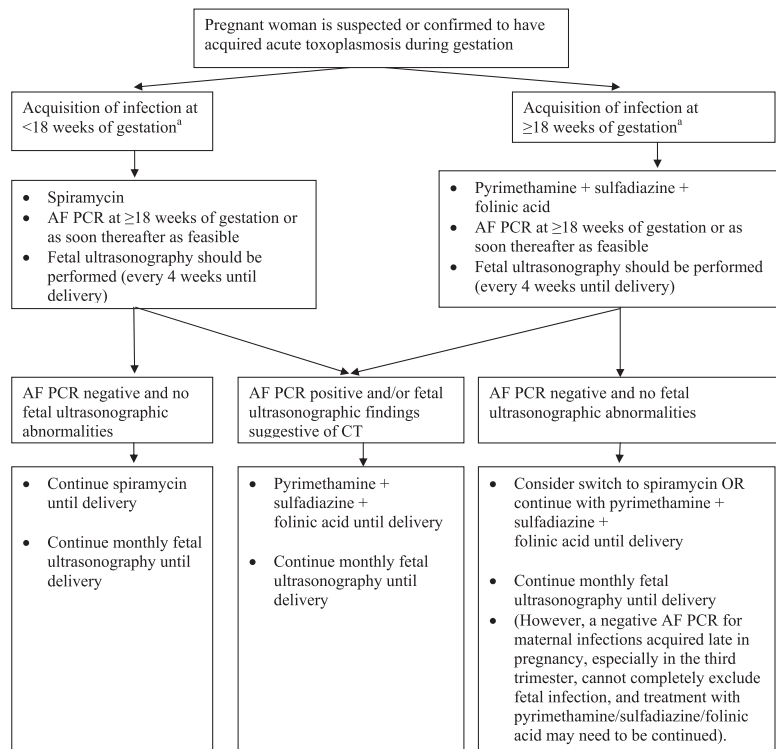 Pregnant woman is suspected or confirmed to have
acquired acute toxoplasmosis during gestation
Acquisition of infection at
<18 weeks of gestationª
Acquisition of infection at
≥18 weeks of gestationª
• Spiramycin
• AF PCR at ≥18 weeks of gestation or
as soon thereafter as feasible
• Fetal ultrasonography should be
performed (every 4 weeks until
delivery)
• Pyrimethamine + sulfadiazine +
folinic acid
• AF PCR at ≥18 weeks of gestation or as
soon thereafter as feasible
• Fetal ultrasonography should be performed
(every 4 weeks until delivery)
AF PCR negative and no
fetal ultrasonographic
abnormalities
AF PCR positive and/or fetal
ultrasonographic findings
suggestive of CT
AF PCR negative and no fetal
ultrasonographic abnormalities
• Continue spiramycin
until delivery
• Continue monthly fetal
ultrasonography until
delivery
• Pyrimethamine +
sulfadiazine +
folinic acid until delivery
• Continue monthly fetal
ultrasonography until
delivery
• Consider switch to spiramycin OR
continue with pyrimethamine +
sulfadiazine +
folinic acid until delivery
• Continue monthly fetal
ultrasonography until delivery
• (However, a negative AF PCR for
maternal infections acquired late in
pregnancy, especially in the third
trimester, cannot completely exclude
fetal infection, and treatment with
pyrimethamine/sulfadiazine/folinic
acid may need to be continued).